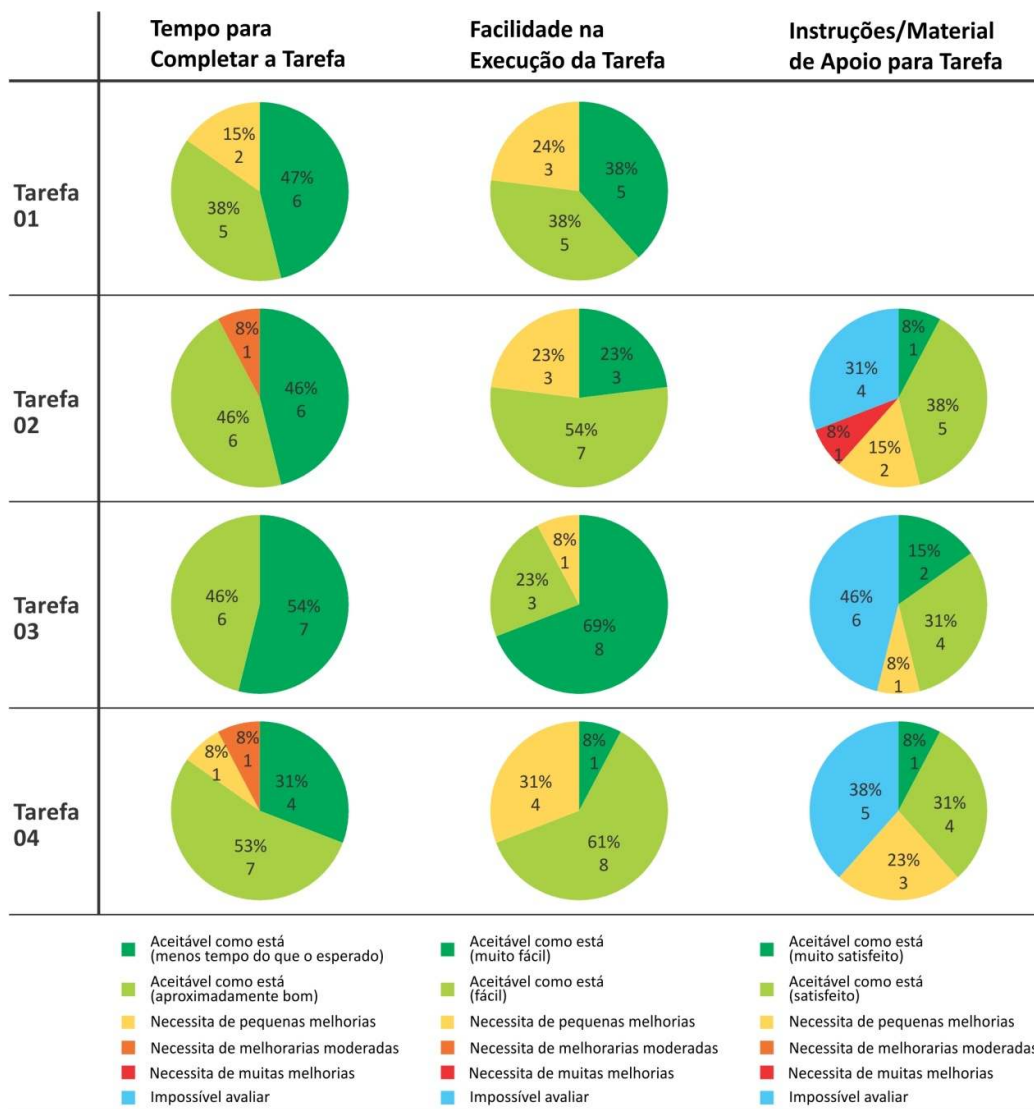 Tempo para
Completar a Tarefa
Facilidade na
Execução da Tarefa
Instruções/Material
de Apoio para Tarefa
Tarefa
01
15%
2
47%
6
38%
5
24%
3
38%
5
38%
5
Tarefa
02
8%
1
46%
6
46%
6
23%
3
23%
3
54%
7
8%
1
31%
4
38%
5
8%
1
15%
2
Tarefa
03
46%
6
54%
7
8%
1
23%
3
69%
8
15%
2
46%
6
31%
4
8%
1
Tarefa
04
8%
1
8%
1
31%
4
53%
7
8%
1
31%
4
61%
8
8%
1
38%
5
31%
4
23%
3
Aceitável como está
(menos tempo do que o esperado)
Aceitável como está
(aproximadamente bom)
Necessita de pequenas melhorias
Necessita de melhorarias moderadas
Necessita de muitas melhorias
Impossível avaliar
Aceitável como está
(muito fácil)
Aceitável como está
(fácil)
Necessita de pequenas melhorias
Necessita de melhorarias moderadas
Necessita de muitas melhorias
Impossível avaliar
Aceitável como está
(muito satisfeito)
Aceitável como está
(satisfeito)
Necessita de pequenas melhorias
Necessita de melhorarias moderadas
Necessita de muitas melhorias
Impossível avaliar